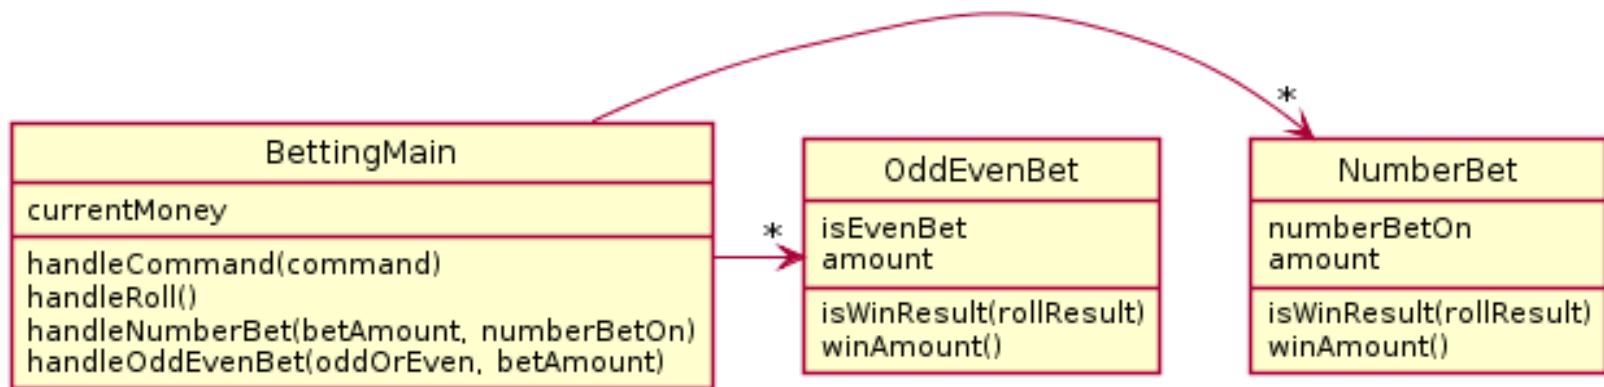 BettingMain
currentMoney
handleCommand(command)
handleRoll()
handleNumberBet(betAmount, numberBetOn)
handleOddEvenBet(oddOrEven, betAmount)
*
OddEvenBet
isEvenBet
amount
isWinResult(rollResult)
winAmount()
*
NumberBet
numberBetOn
amount
isWinResult(rollResult)
winAmount()